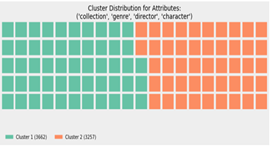 Cluster Distribution for Attributes:
('collection', 'genre', 'director', 'character')
Cluster 1 (3662) Cluster 2 (3257)